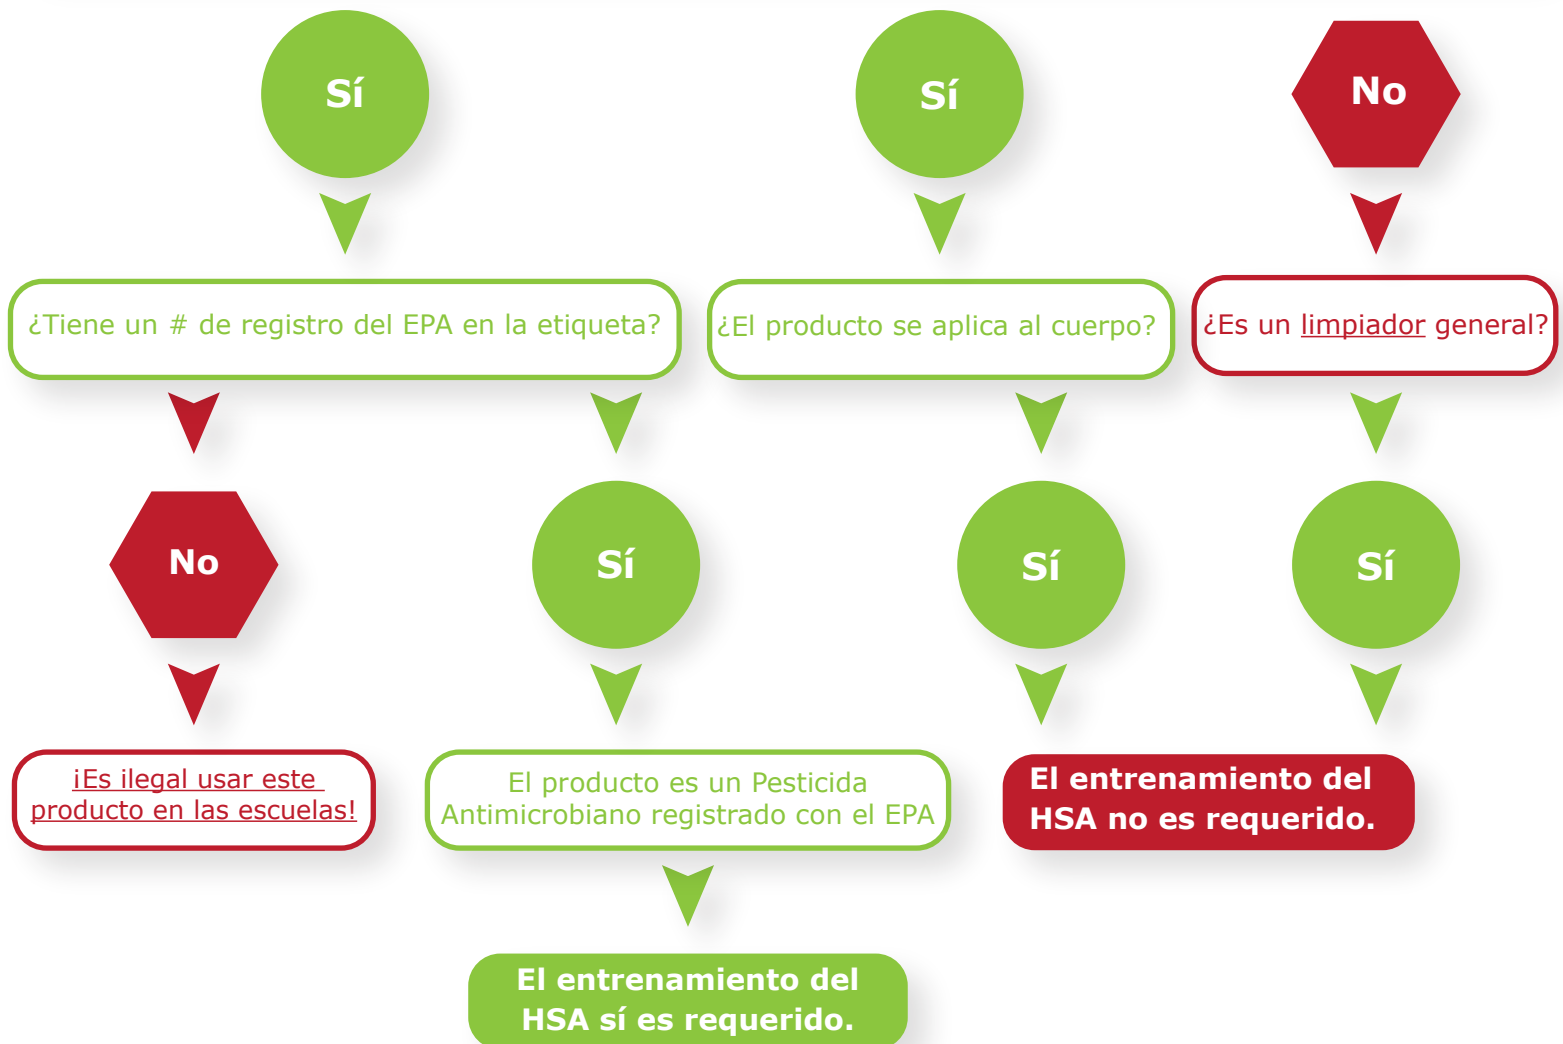 Sí
Sí
No
¿Tiene un # de registro del EPA en la etiqueta?
¿El producto se aplica al cuerpo?
¿Es un limpiador general?
No
Sí
Sí
Sí
¡Es ilegal usar este
producto en las escuelas!
El producto es un Pesticida
Antimicrobiano registrado con el EPA
El entrenamiento del
HSA no es requerido.
El entrenamiento del
HSA sí es requerido.